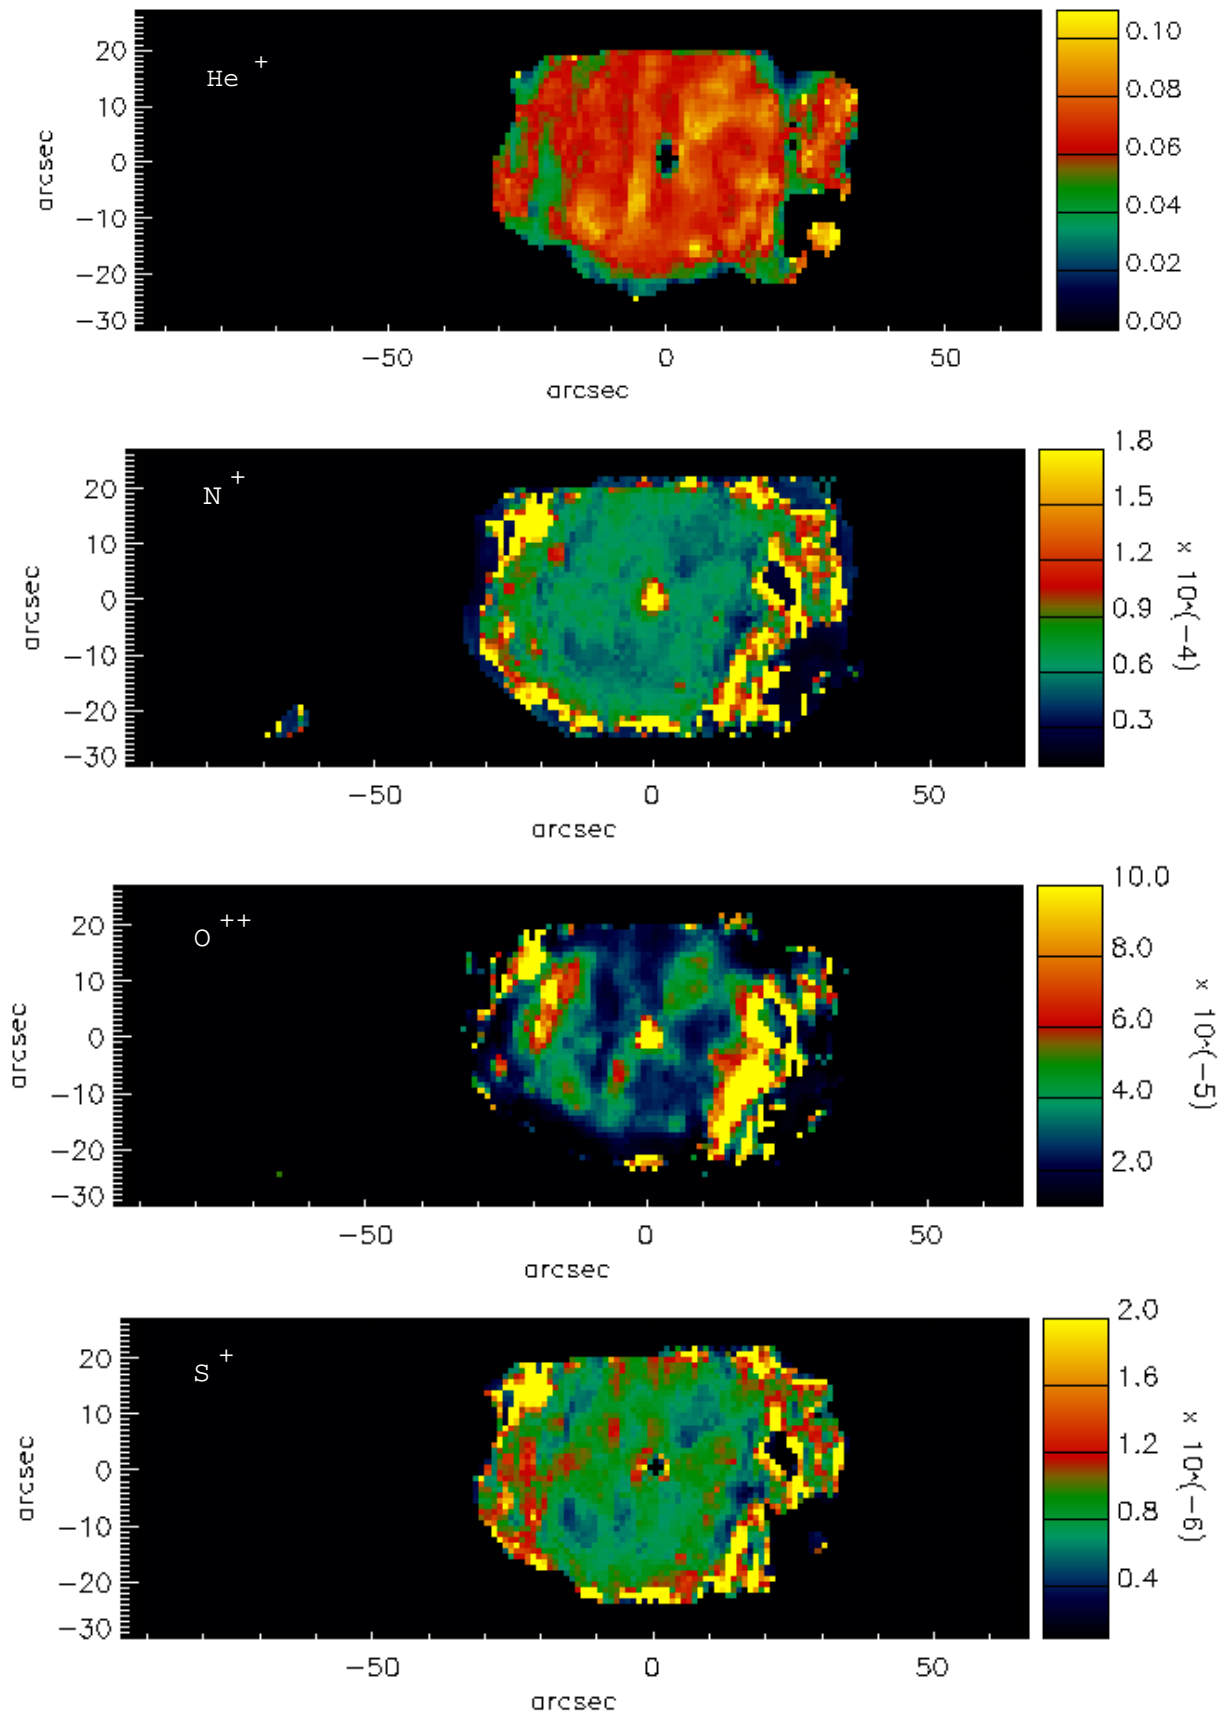 He +
20
10
0
−10
−20
−30
arcsec
−50 0 50
arcsec
0.10
0.08
0.06
0.04
0.02
0.00
N +
20
10
0
−10
−20
−30
arcsec
−50 0 50
arcsec
1.8
1.5
1.2
0.9
0.6
0.3
x 10^(−4)
O ++
20
10
0
−10
−20
−30
arcsec
−50 0 50
arcsec
10.0
8.0
6.0
4.0
2.0
x 10^(−5)
S +
20
10
0
−10
−20
−30
arcsec
−50 0 50
arcsec
2.0
1.6
1.2
0.8
0.4
x 10^(−6)